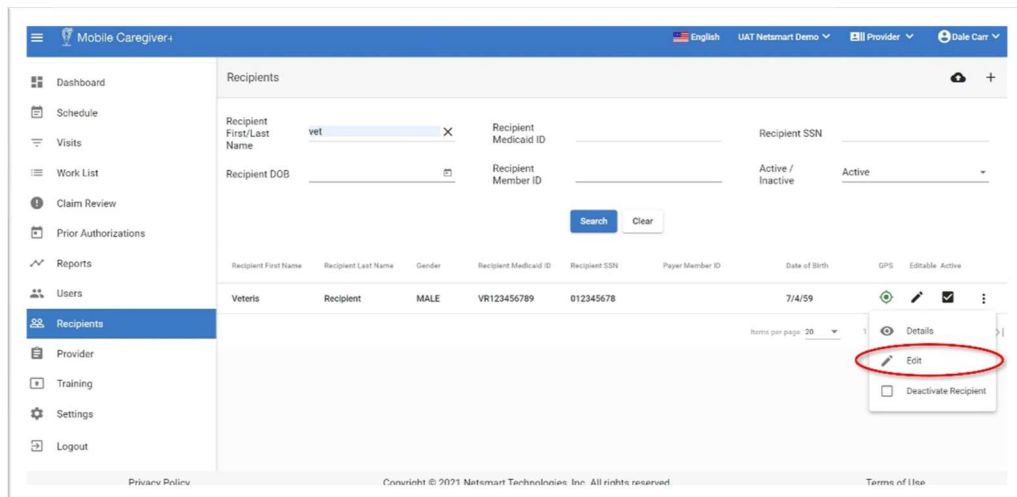 Mobile Caregiver+
English UAT Netsmart Demo Provider Dale Carr
Dashboard
Schedule
Visits
Work List
Claim Review
Prior Authorizations
Reports
Users
Recipients
Provider
Training
Settings
Logout
Recipients
Recipient First/Last Name vet
Recipient Medicaid ID
Recipient SSN
Recipient DOB
Recipient Member ID
Active / Inactive Active
Search Clear
Recipient First Name Recipient Last Name Gender Recipient Medicaid ID Recipient SSN Payer Member ID Date of Birth GPS Editable Active
Veteris Recipient MALE VR123456789 012345678 7/4/59
Items per page 20 1
Details
Edit
Deactivate Recipient
Privacy Policy Copyright © 2021 Netsmart Technologies, Inc. All rights reserved. Terms of Use